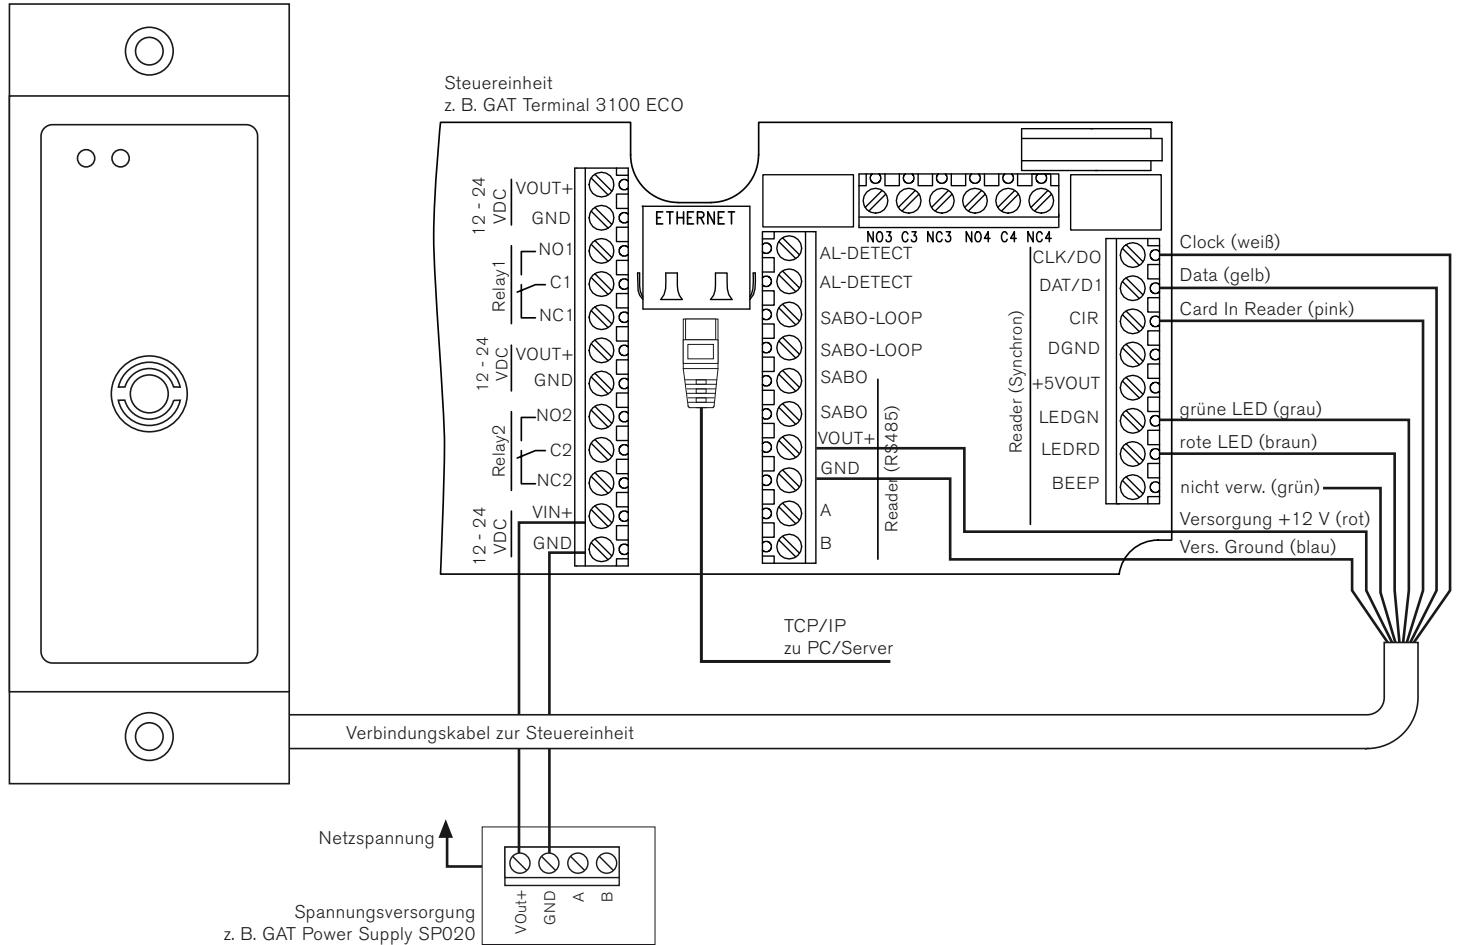 Steuereinheit
z. B. GAT Terminal 3100 ECO
12 - 24
VDC
VOUT+
GND
Relay1
NO1
C1
NC1
12 - 24
VDC
VOUT+
GND
Relay2
NO2
C2
NC2
12 - 24
VDC
VIN+
GND
ETHERNET
NO3 C3 NC3 NO4 C4 NC4
AL-DETECT
AL-DETECT
SABO-LOOP
SABO-LOOP
SABO
SABO
VOUT+
GND
A
B
Reader (RS485)
Reader (Synchron)
CLK/DO
DAT/D1
CIR
DGND
+5VOUT
LEDGN
LEDRD
BEEP
Clock (weiß)
Data (gelb)
Card In Reader (pink)
grüne LED (grau)
rote LED (braun)
nicht verw. (grün)
Versorgung +12 V (rot)
Vers. Ground (blau)
TCP/IP
zu PC/Server
Verbindungskabel zur Steuereinheit
Netzspannung
VOut+
GND
A
B
Spannungsversorgung
z. B. GAT Power Supply SP020